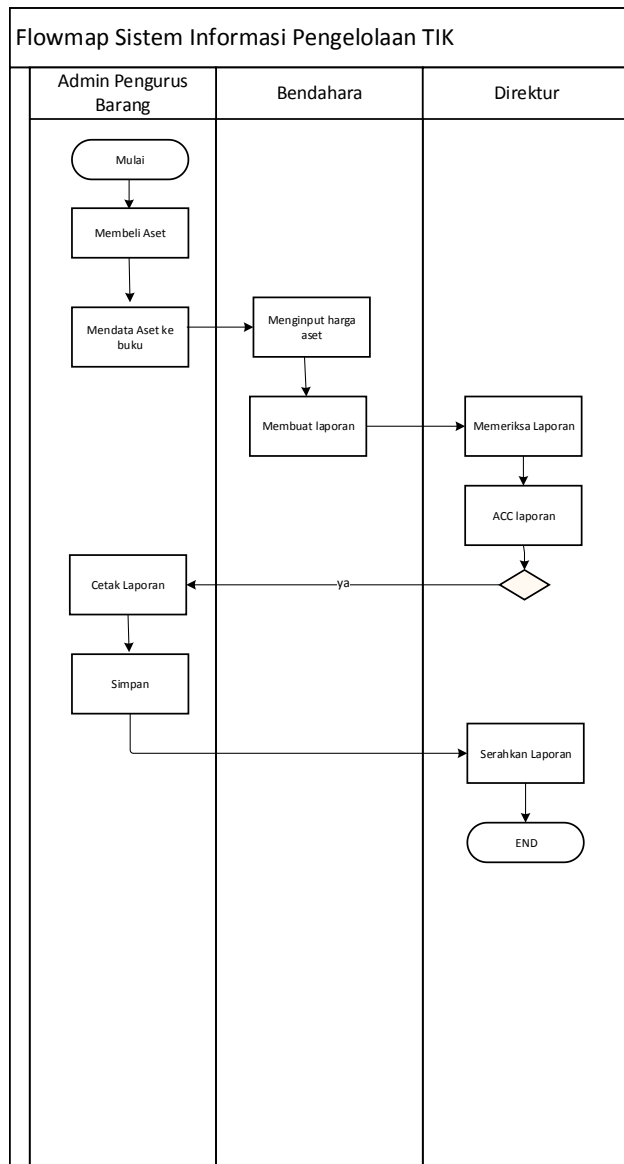 Flowmap Sistem Informasi Pengelolaan TIK
Admin Pengurus
Barang
Bendahara
Direktur
Mulai
Membeli Aset
Mendata Aset ke
buku
Menginput harga
aset
Membuat laporan
Memeriksa Laporan
ACC laporan
ya
Cetak Laporan
Simpan
Serahkan Laporan
END